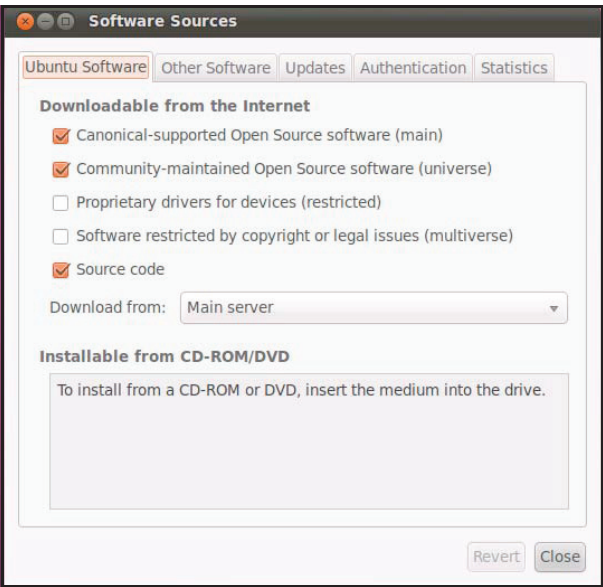 Software Sources
Ubuntu Software Other Software Updates Authentication Statistics
Downloadable from the Internet
Canonical-supported Open Source software (main)
Community-maintained Open Source software (universe)
Proprietary drivers for devices (restricted)
Software restricted by copyright or legal issues (multiverse)
Source code
Download from: Main server
Installable from CD-ROM/DVD
To install from a CD-ROM or DVD, insert the medium into the drive.
Revert Close